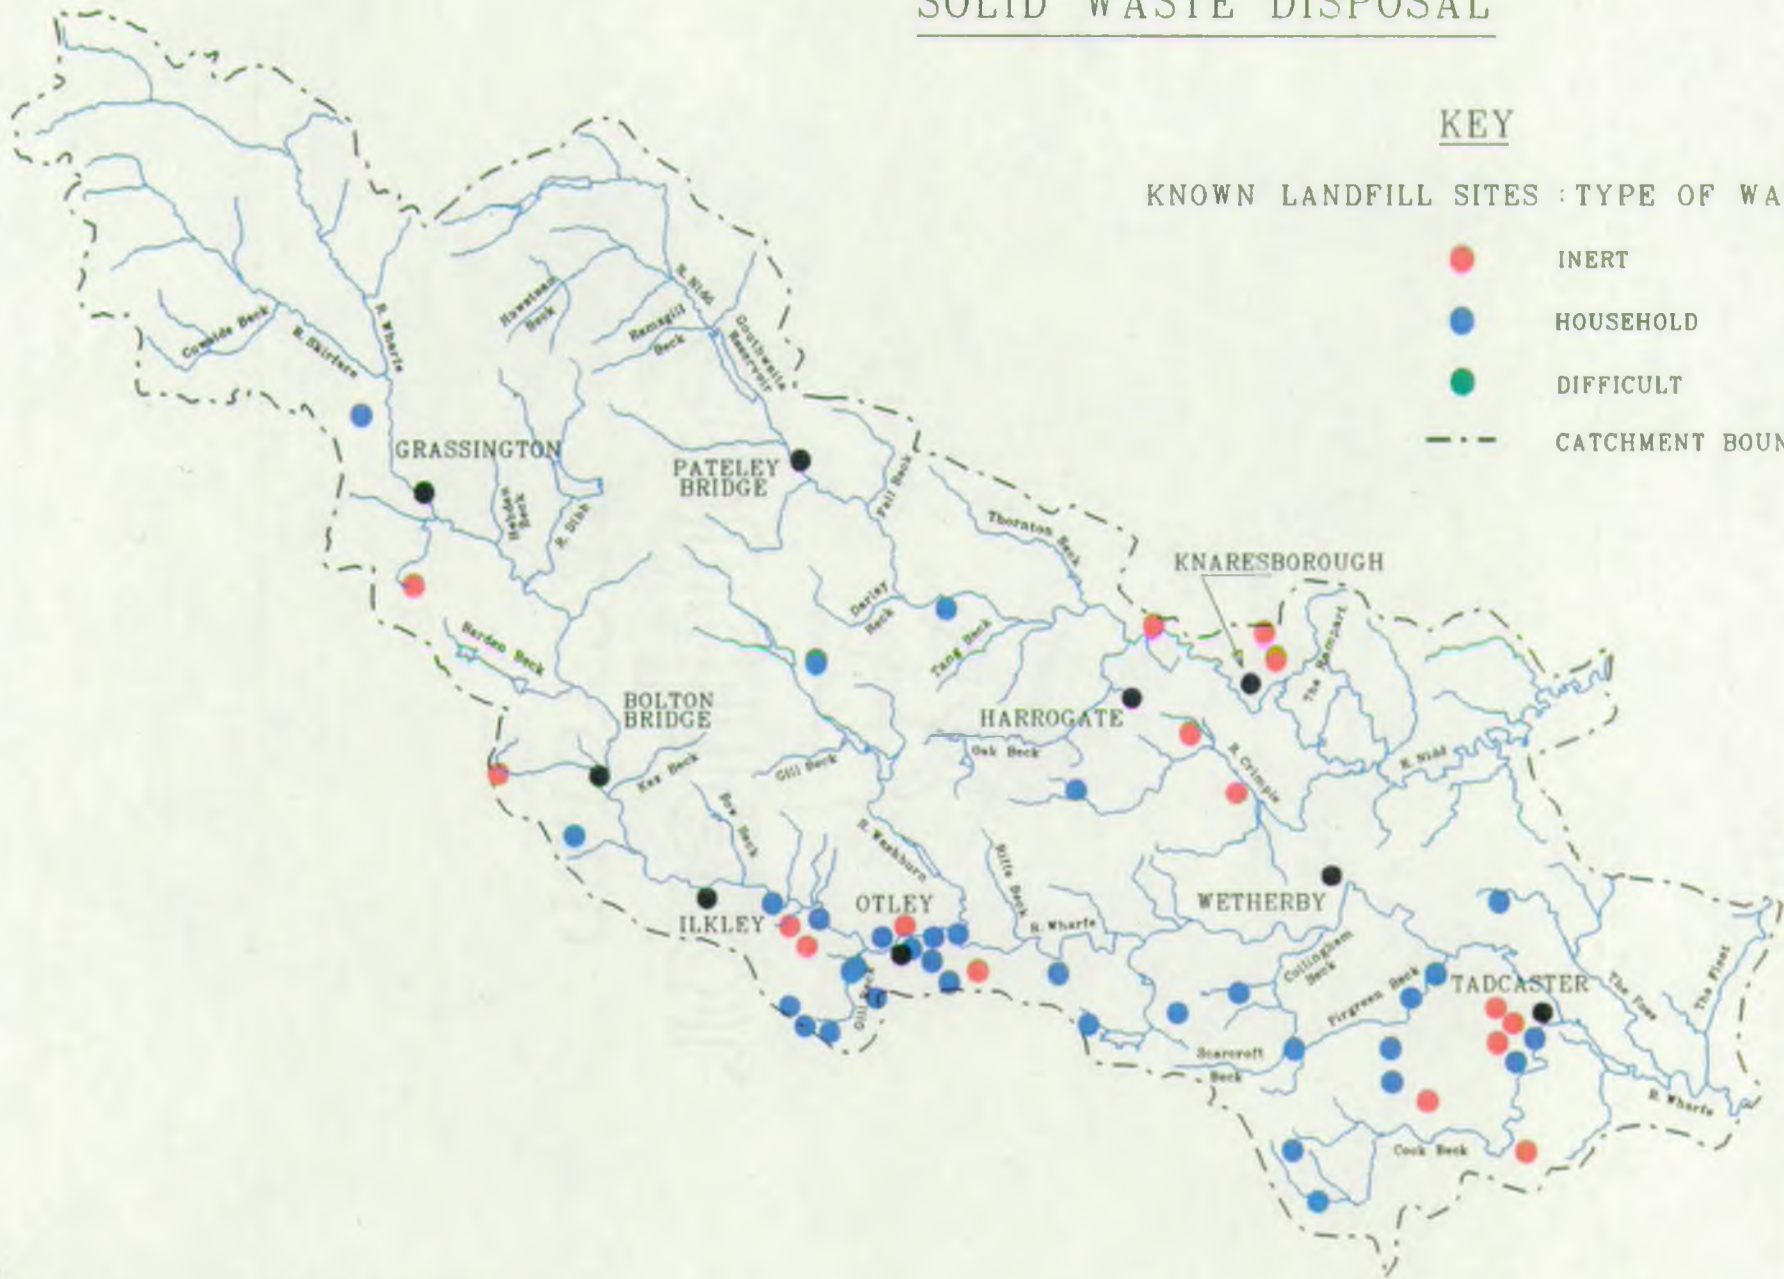 SOLID WASTE DISPOSAL
KEY
KNOWN LANDFILL SITES : TYPE OF WA
INERT
HOUSEHOLD
DIFFICULT
CATCHMENT BOUN
R. Nidd
Gouthwaite
Reservoir
Ramsgill
Beck
Beck
R. Wharfe
Cowside Beck
R. Skirfare
GRASSINGTON
PATELEY
BRIDGE
Fall Beck
Hebden
Beck
R. Dibb
Thornton Beck
KNARESBOROUGH
Darley
Beck
Tang Beck
The Rampart
Barden Beck
BOLTON
BRIDGE
HARROGATE
Oak Beck
R. Crimple
R. Nidd
Kex Beck
Gill Beck
Bow Beck
R. Washburn
Riffa Beck
WETHERBY
OTLEY
ILKLEY
R. Wharfe
Collingham
Beck
Firgreen Beck
TADCASTER
The Foss
The Fleet
Gill Beck
Scarcroft
Beck
R. Wharfe
Cock Beck